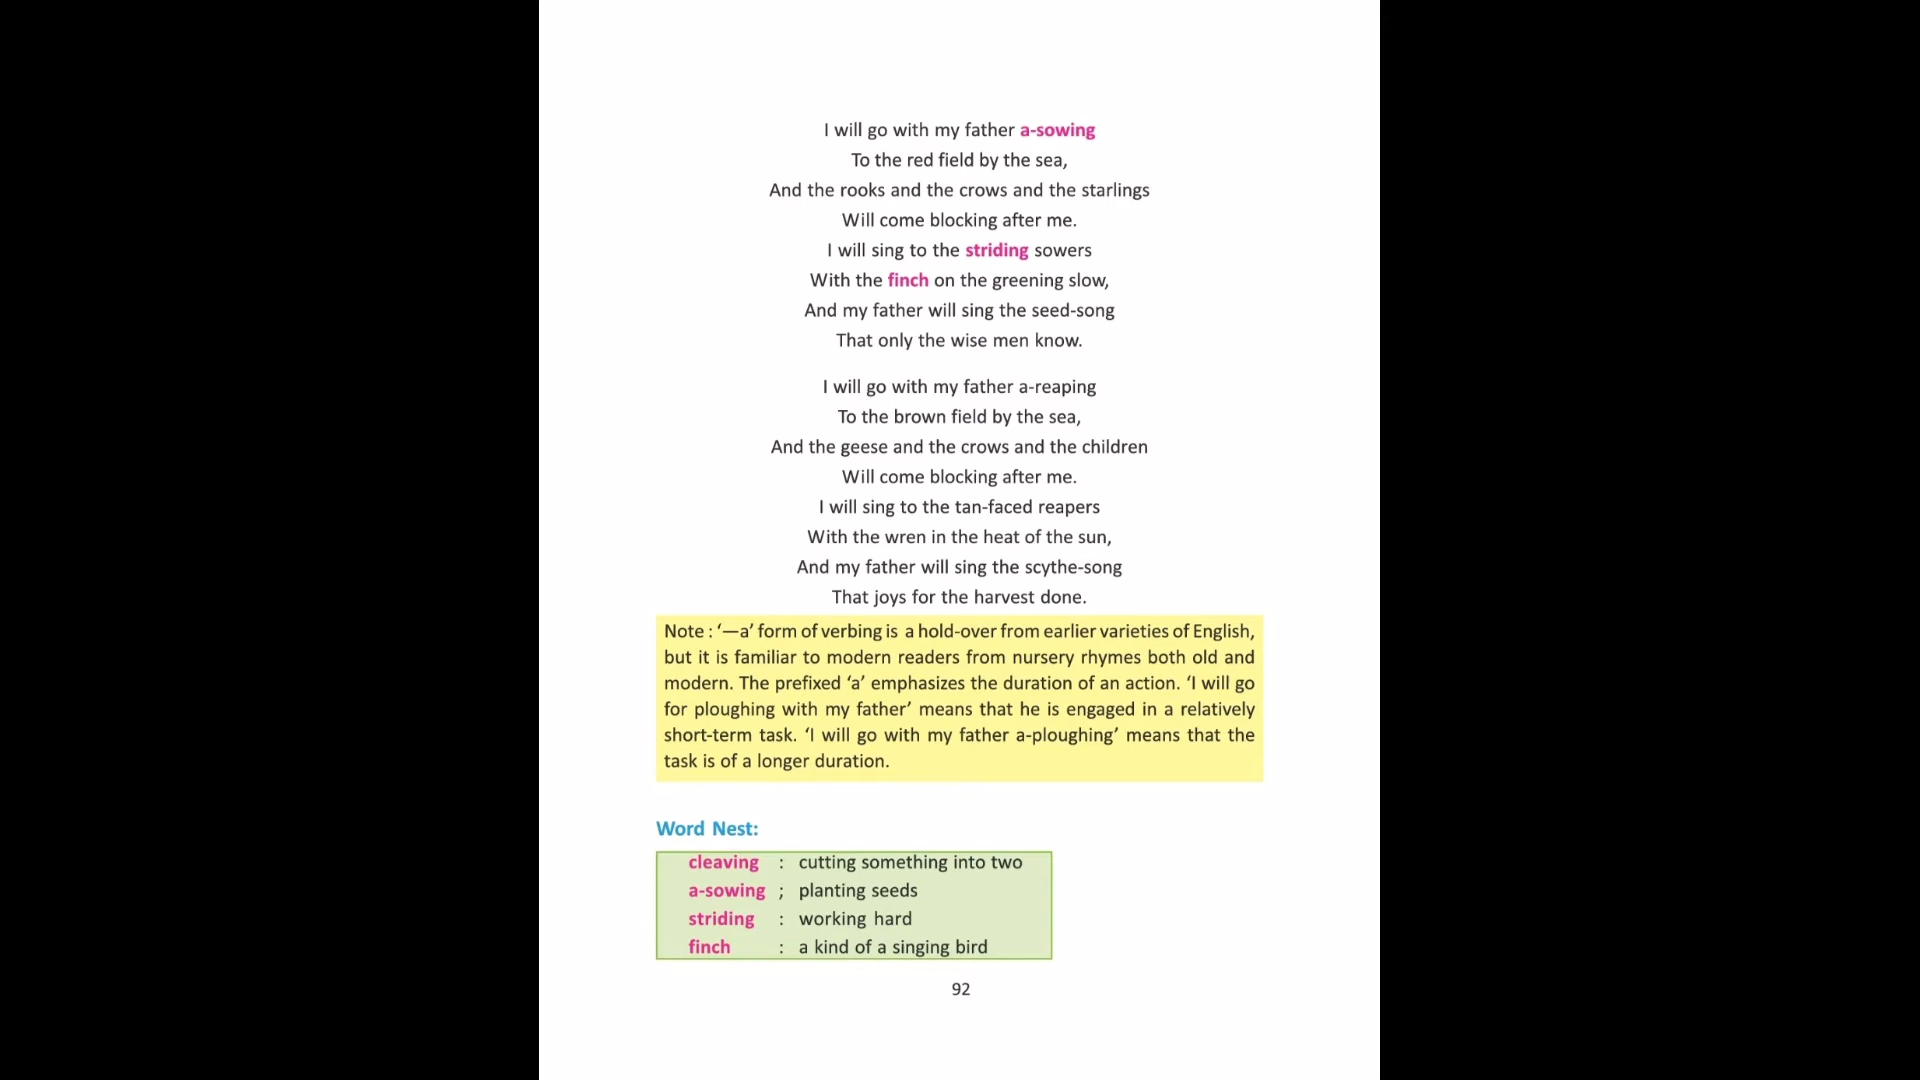 I will go with my father a-sowing
To the red field by the sea,
And the rooks and the crows and the starlings
Will come blocking after me.
I will sing to the striding sowers
With the finch on the greening slow,
And my father will sing the seed-song
That only the wise men know.
I will go with my father a-reaping
To the brown field by the sea,
And the geese and the crows and the children
Will come blocking after me.
I will sing to the tan-faced reapers
With the wren in the heat of the sun,
And my father will sing the scythe-song
That joys for the harvest done.
Note : ‘—a’ form of verbing is a hold-over from earlier varieties of English,
but it is familiar to modern readers from nursery rhymes both old and
modern. The prefixed ‘a’ emphasizes the duration of an action. ‘I will go
for ploughing with my father’ means that he is engaged in a relatively
short-term task. ‘I will go with my father a-ploughing’ means that the
task is of a longer duration.
Word Nest:
cleaving : cutting something into two
a-sowing ; planting seeds
striding : working hard
finch : a kind of a singing bird
92